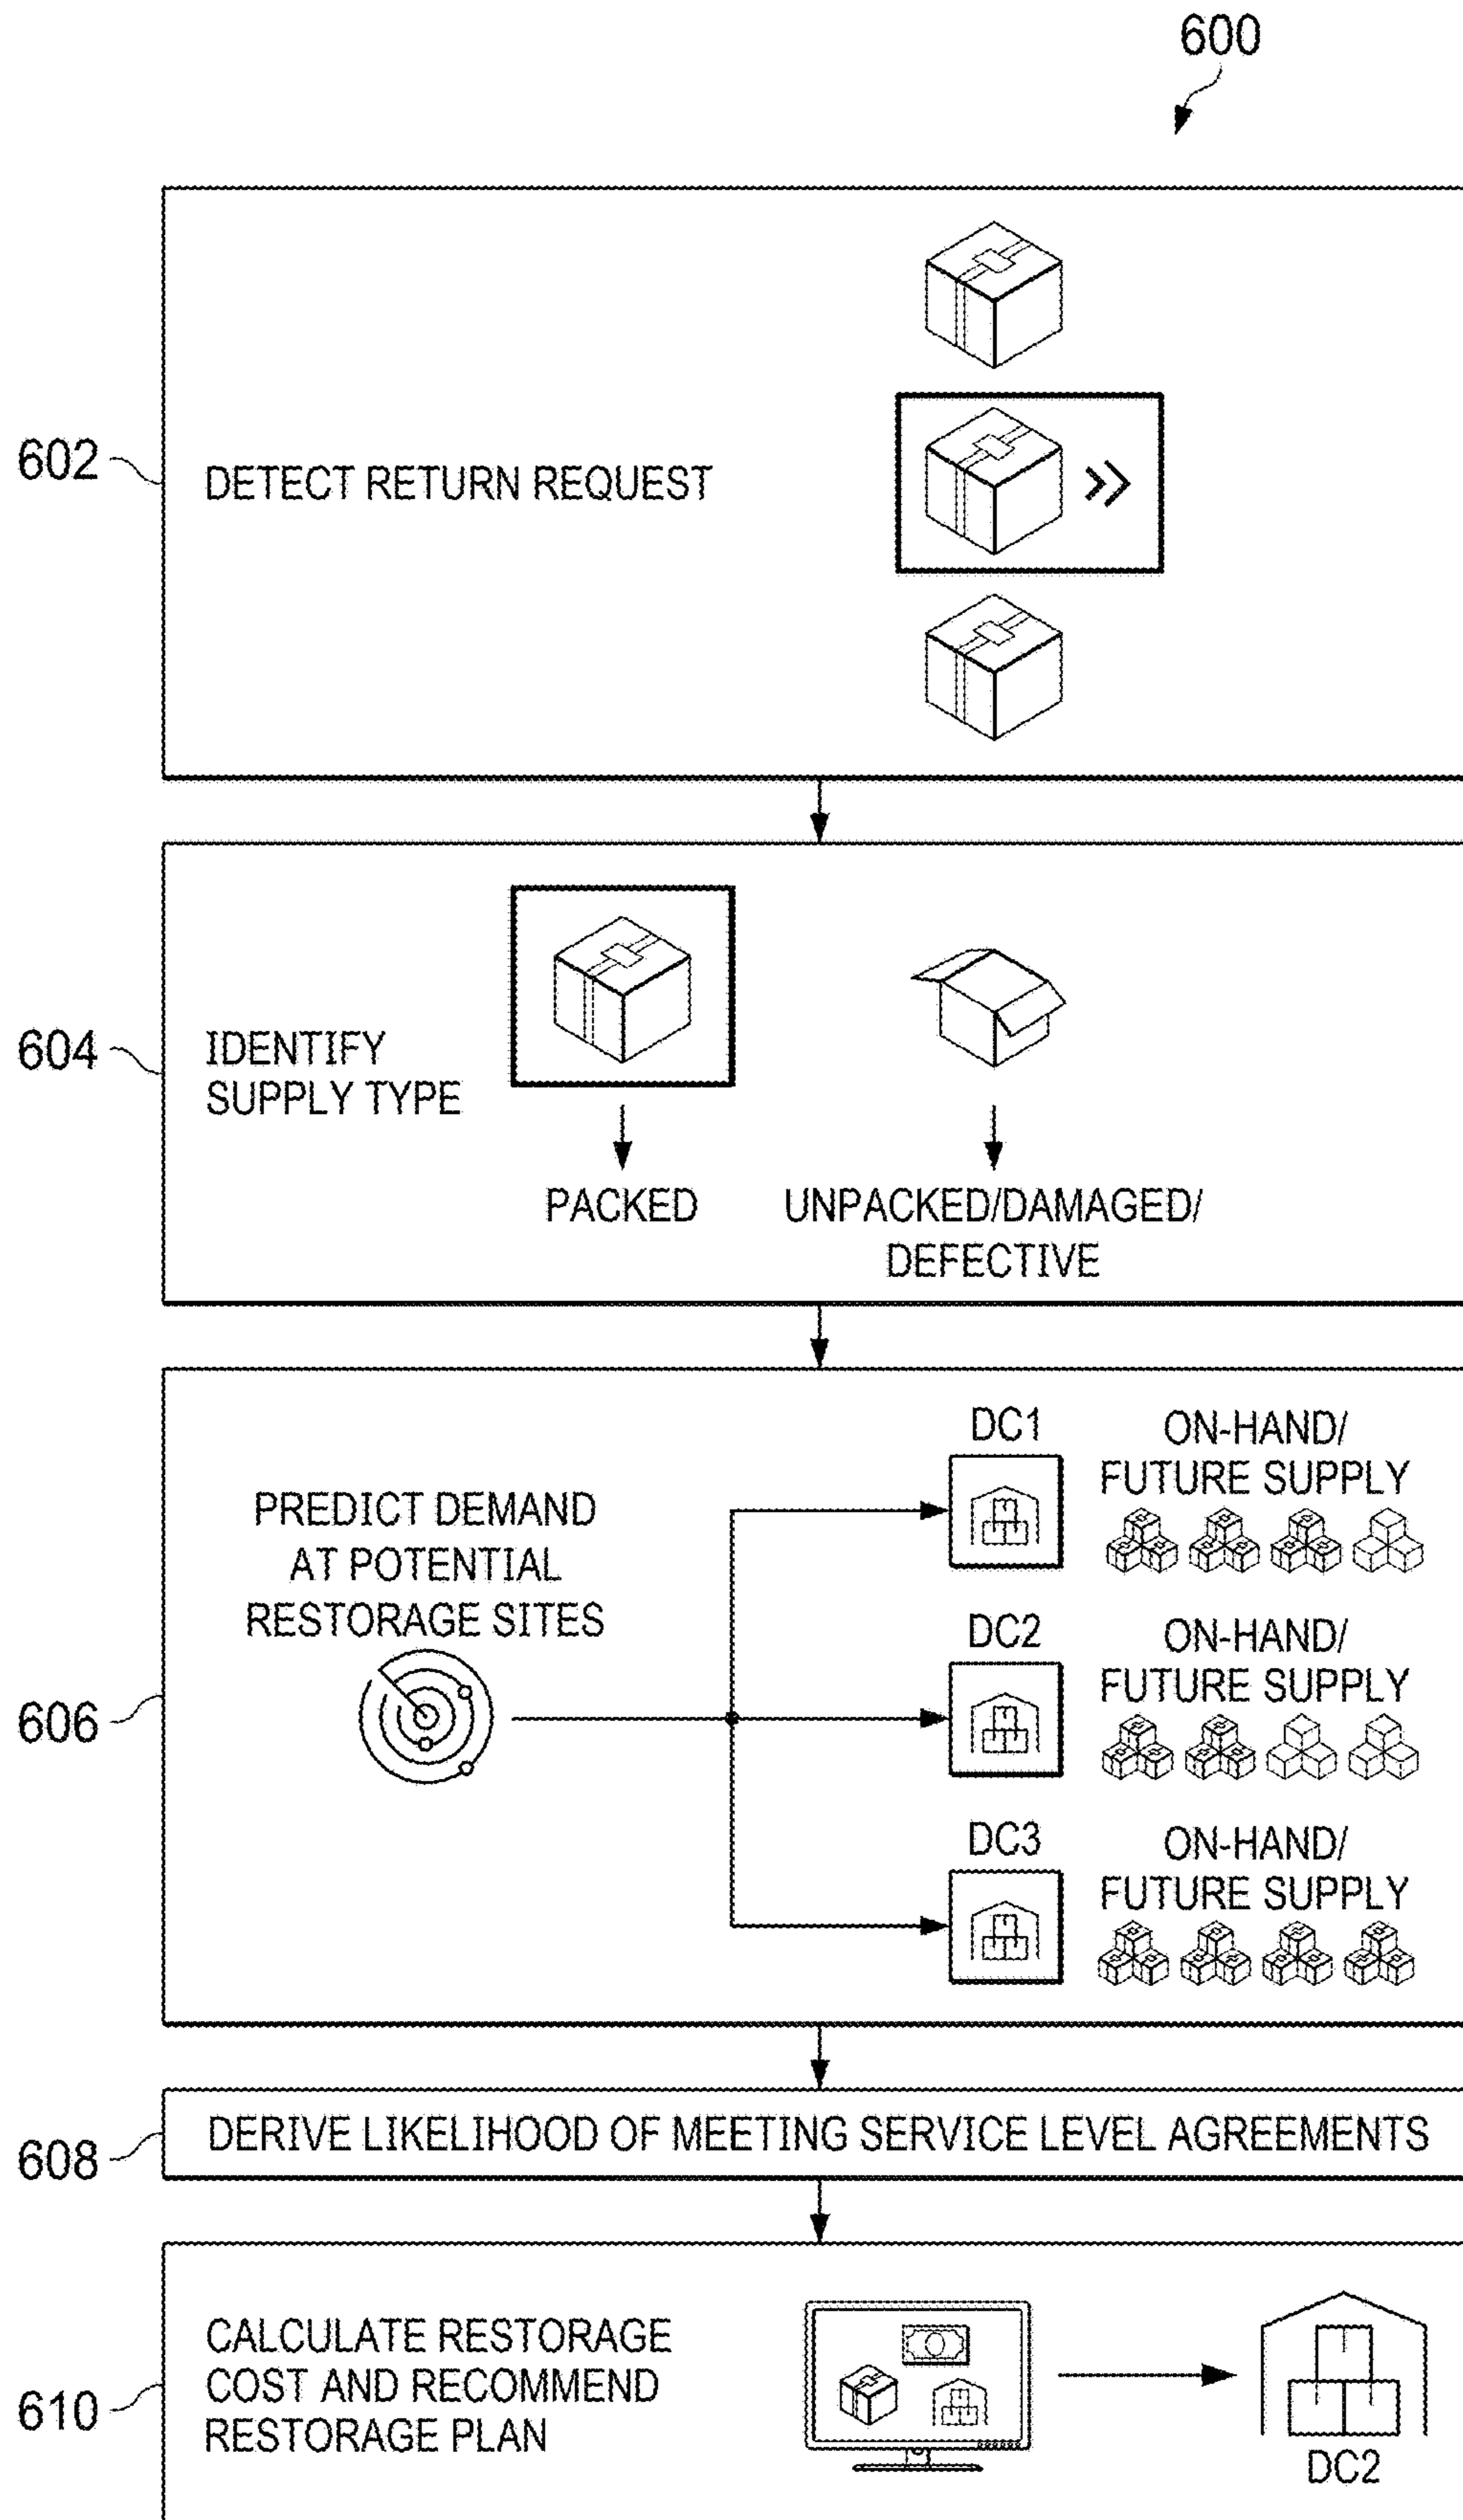 600
602
DETECT RETURN REQUEST
604
IDENTIFY
SUPPLY TYPE
PACKED
UNPACKED/DAMAGED/
DEFECTIVE
606
PREDICT DEMAND
AT POTENTIAL
RESTORAGE SITES
DC1
ON-HAND/
FUTURE SUPPLY
DC2
ON-HAND/
FUTURE SUPPLY
DC3
ON-HAND/
FUTURE SUPPLY
608
DERIVE LIKELIHOOD OF MEETING SERVICE LEVEL AGREEMENTS
610
CALCULATE RESTORAGE
COST AND RECOMMEND
RESTORAGE PLAN
DC2